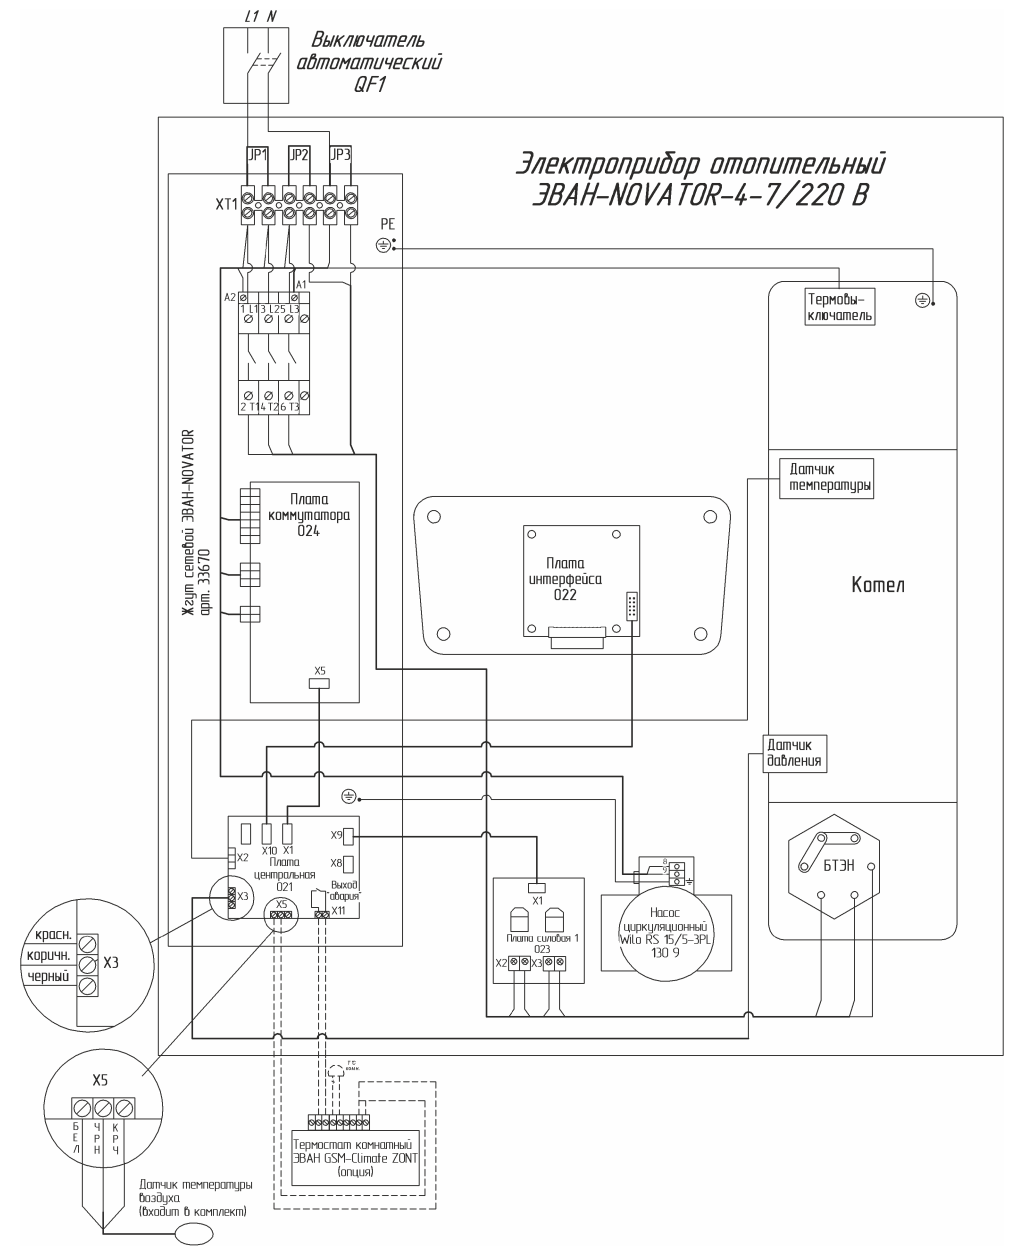 L1 N
Выключатель
автоматический
QF1
JP1
JP2
JP3
Электроприбор отопительный
ЭВАН-NOVATOR-4-7/220 В
XT1
PE
A2
A1
1 L1 3 L2 5 L3
2 T1 4 T2 6 T3
Термовы-
ключатель
Жгут сетевой ЭВАН-NOVATOR
арт. 33670
Плата
коммутатора
024
X5
Плата
интерфейса
022
Датчик
температуры
Котел
Датчик
давления
X10
X1
X9
X2
X8
Плата
центральная
021
Выход
"авария"
X3
X5
X11
X1
Плата силовая 1
023
X2
X3
8
9
Насос
циркуляционный
Wilo RS 15/5-3PL
130 9
БТЭН
красн.
коричн.
черный
X3
X5
БЕЛ
ЧРН
КРЧ
Термостат комнатный
ЭВАН GSM-Climate ZONT
(опция)
Датчик температуры
воздуха
(входит в комплект)